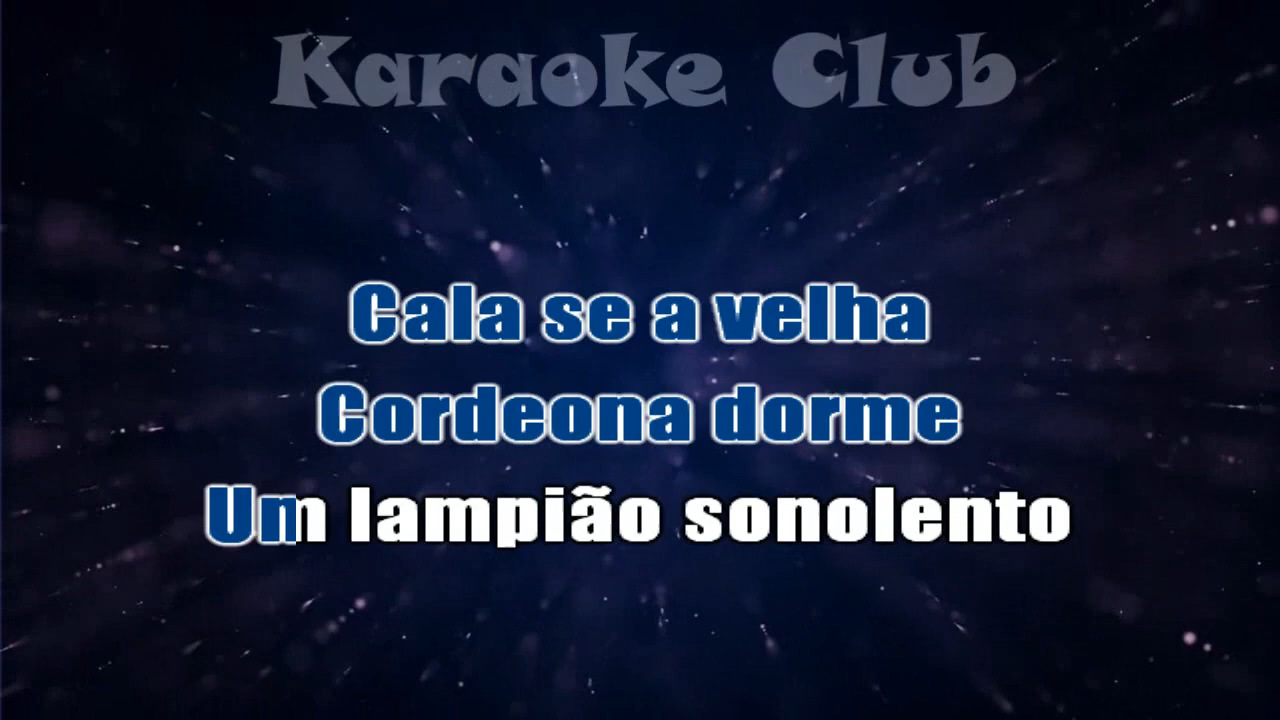 Karaoke Club
Cala se a velha
Cordeona dorme
Um lampião sonolento